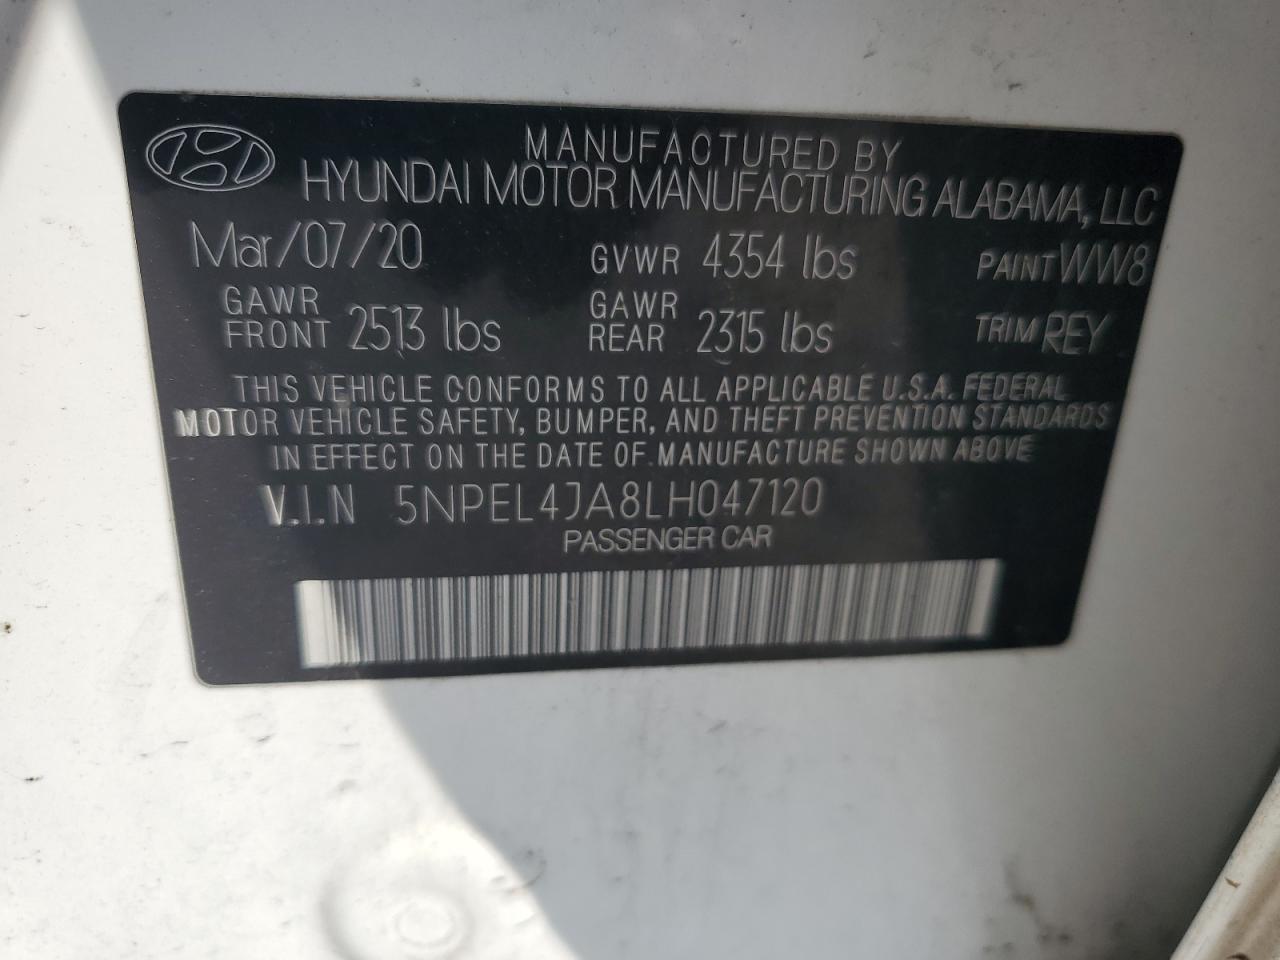 MANUFACTURED BY
HYUNDAI MOTOR MANUFACTURING ALABAMA, LLC
Mar/07/20 GVWR 4354 lbs PAINT WW8
GAWR FRONT 2513 lbs GAWR REAR 2315 lbs TRIM REY
THIS VEHICLE CONFORMS TO ALL APPLICABLE U.S.A. FEDERAL
MOTOR VEHICLE SAFETY, BUMPER, AND THEFT PREVENTION STANDARDS
IN EFFECT ON THE DATE OF MANUFACTURE SHOWN ABOVE
V.I.N 5NPEL4JA8LH047120
PASSENGER CAR